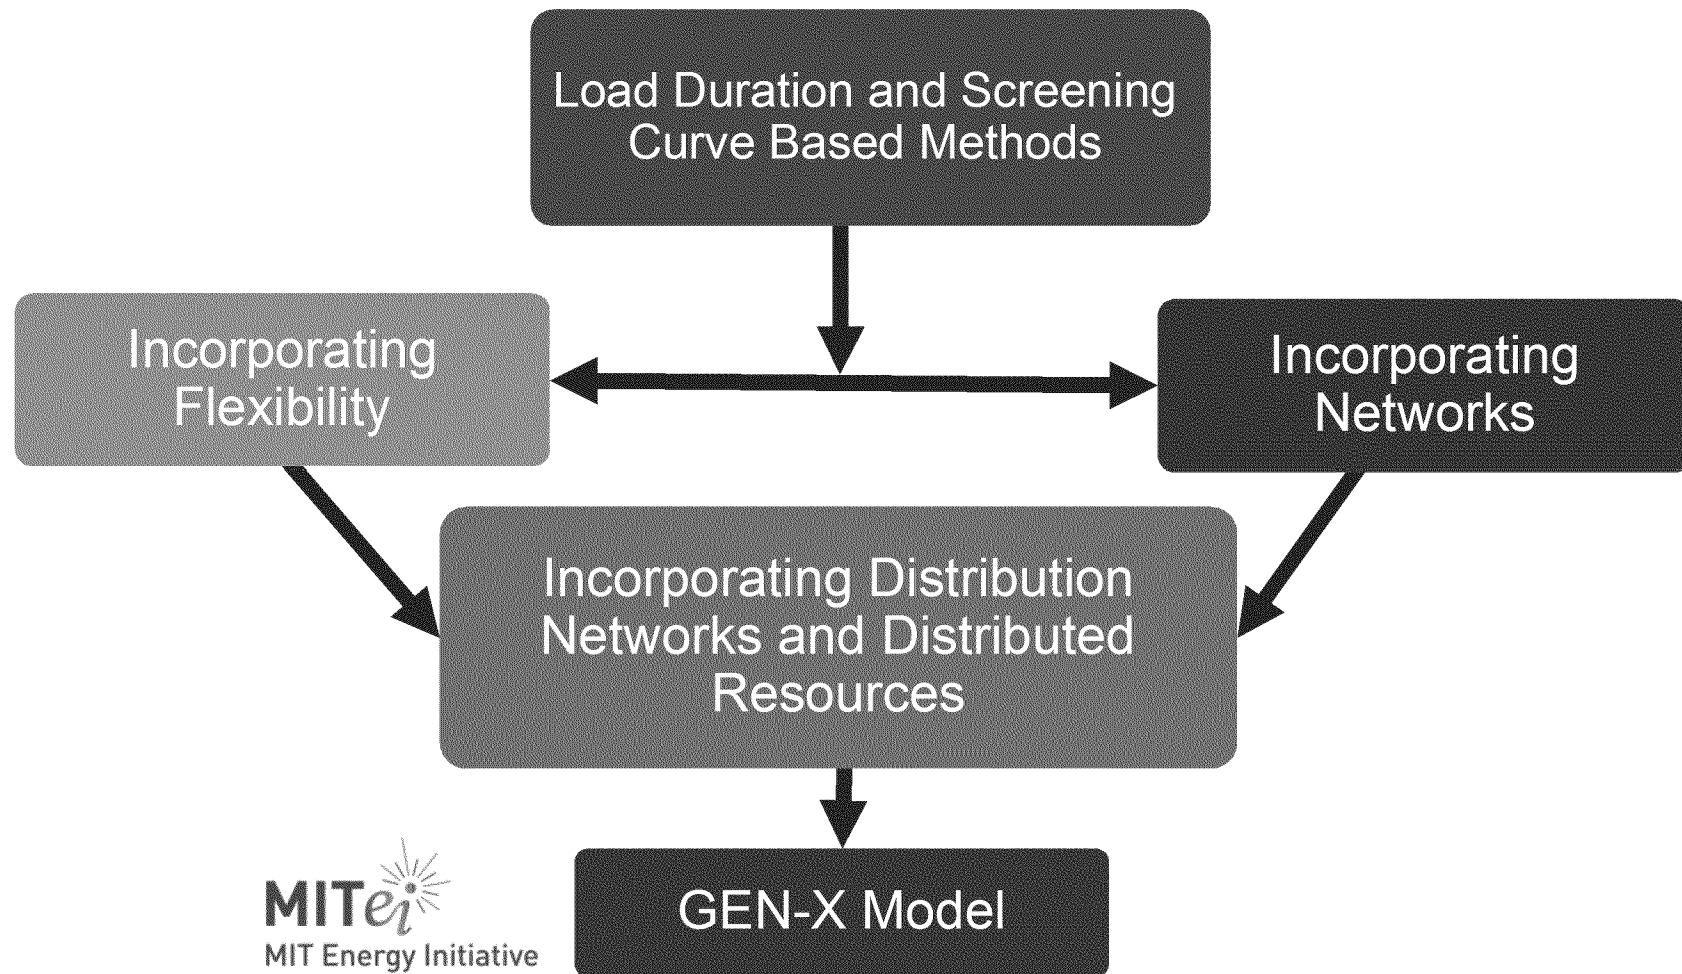 Load Duration and Screening
Curve Based Methods
Incorporating
Flexibility
Incorporating
Networks
Incorporating Distribution
Networks and Distributed
Resources
GEN-X Model
MITei
MIT Energy Initiative